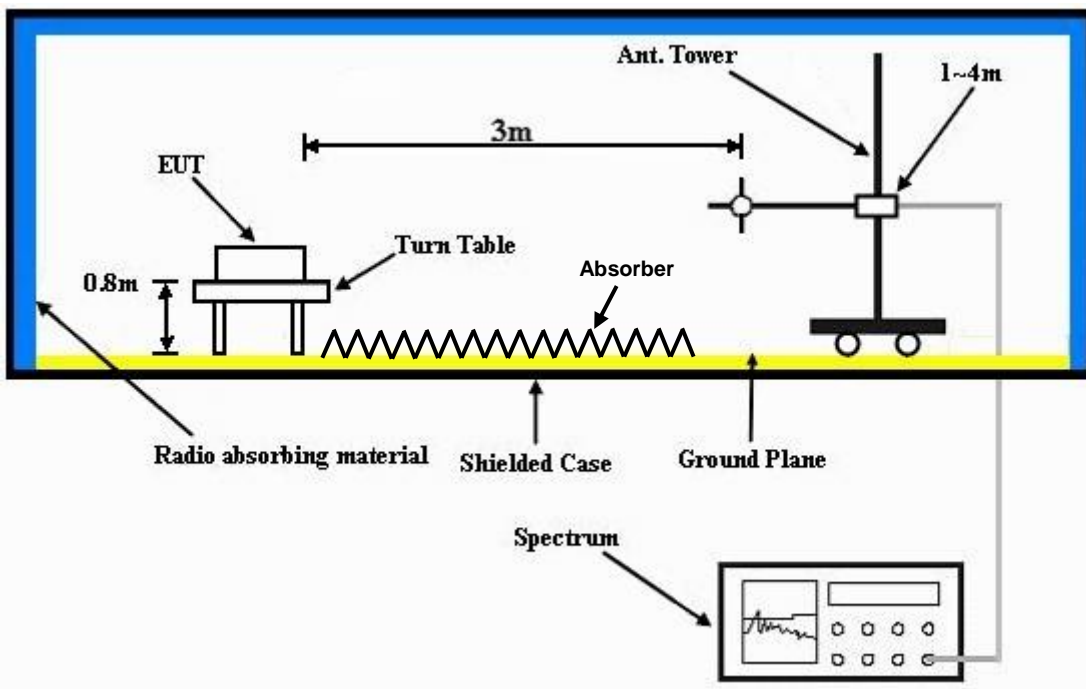 Ant. Tower
1~4m
3m
EUT
Turn Table
0.8m
Absorber
Radio absorbing material
Shielded Case
Ground Plane
Spectrum